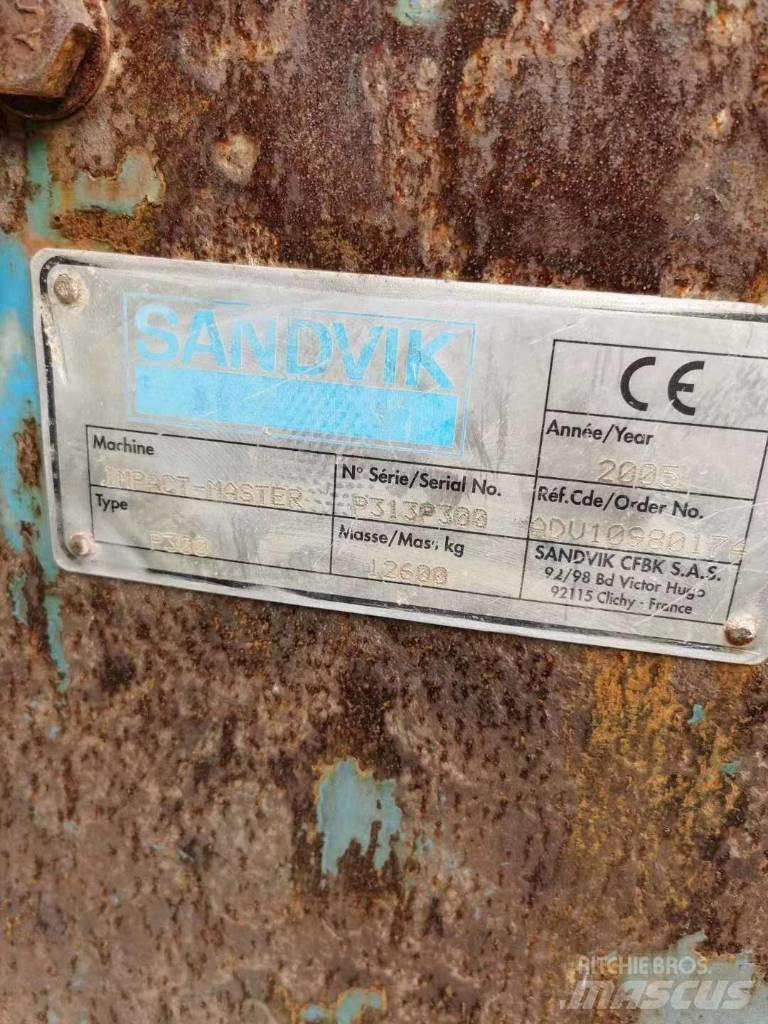 SANDVIK
CE
Machine
IMPACT-MASTER
N° Série/Serial No.
P313P300
Année/Year
2005
Type
P300
Masse/Mass kg
12600
Réf.Cde/Order No.
ADU10980174
SANDVIK CFBK S.A.S.
92/98 Bd Victor Hugo
92115 Clichy - France
RITCHIE BROS.
mascus